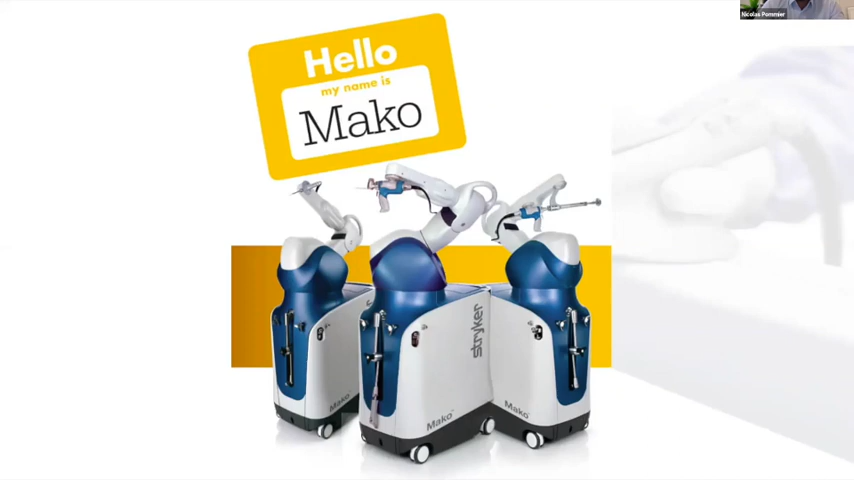 Nicolas Pommier
Hello
my name is
Mako
stryker
Mako
Mako
Mako